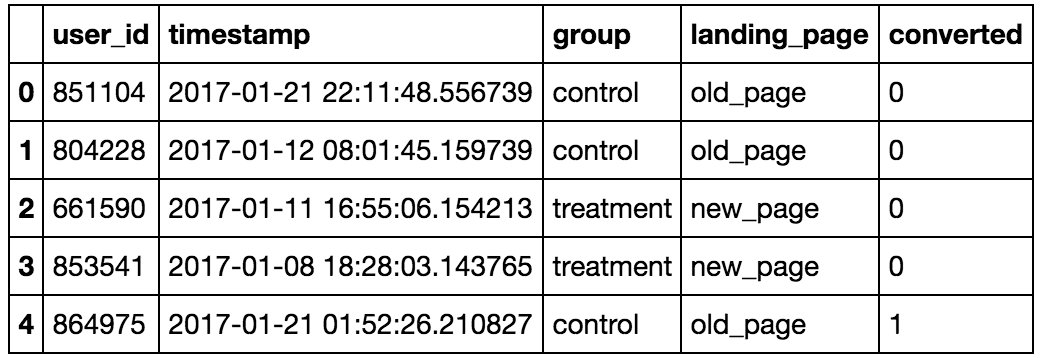 user_id timestamp group landing_page converted
0 851104 2017-01-21 22:11:48.556739 control old_page 0
1 804228 2017-01-12 08:01:45.159739 control old_page 0
2 661590 2017-01-11 16:55:06.154213 treatment new_page 0
3 853541 2017-01-08 18:28:03.143765 treatment new_page 0
4 864975 2017-01-21 01:52:26.210827 control old_page 1